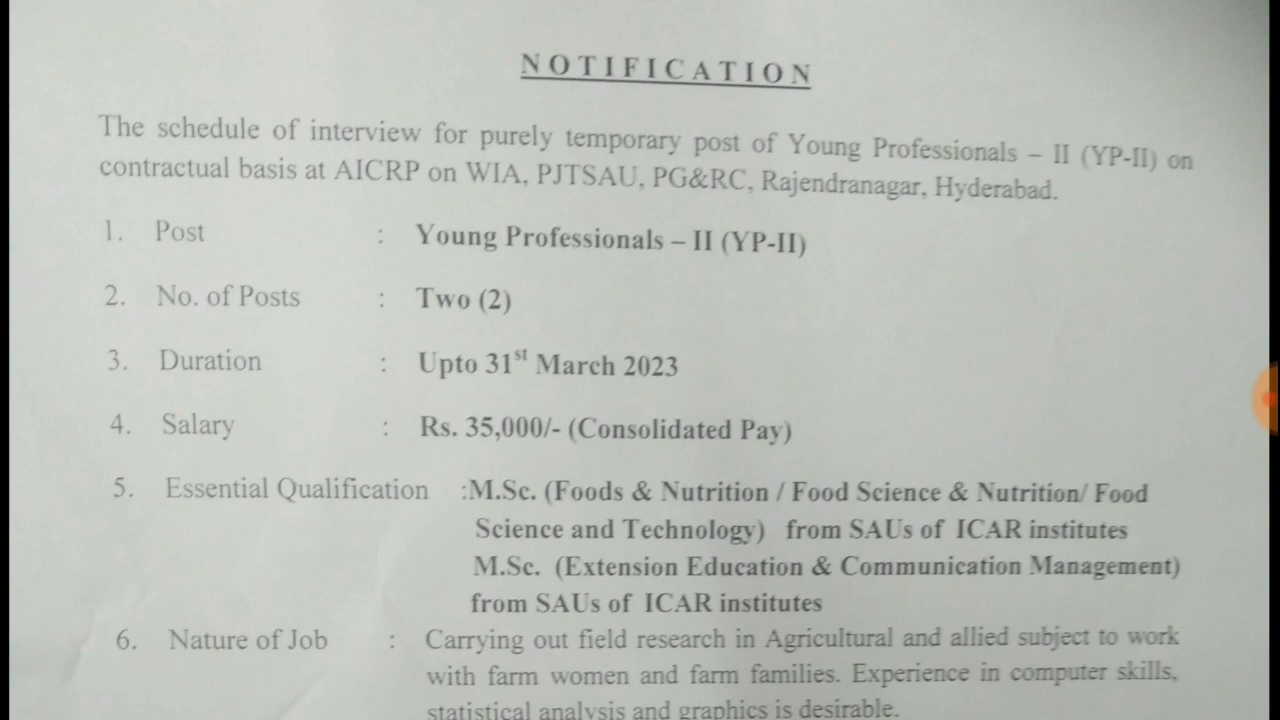 NOTIFICATION
The schedule of interview for purely temporary post of Young Professionals – II (YP-II) on
contractual basis at AICRP on WIA, PJTSAU, PG&RC, Rajendranagar, Hyderabad.
1. Post : Young Professionals – II (YP-II)
2. No. of Posts : Two (2)
3. Duration : Upto 31st March 2023
4. Salary : Rs. 35,000/- (Consolidated Pay)
5. Essential Qualification :M.Sc. (Foods & Nutrition / Food Science & Nutrition/ Food
Science and Technology) from SAUs of ICAR institutes
M.Sc. (Extension Education & Communication Management)
from SAUs of ICAR institutes
6. Nature of Job : Carrying out field research in Agricultural and allied subject to work
with farm women and farm families. Experience in computer skills,
statistical analysis and graphics is desirable.